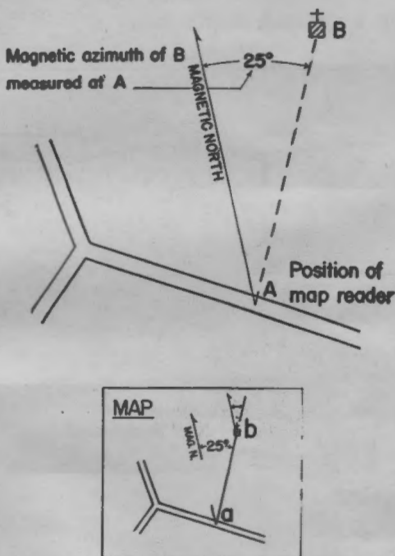 B
Magnetic azimuth of B
measured at A
25°
MAGNETIC NORTH
A
Position of
map reader
MAP
MAG. N.
25°
b
a